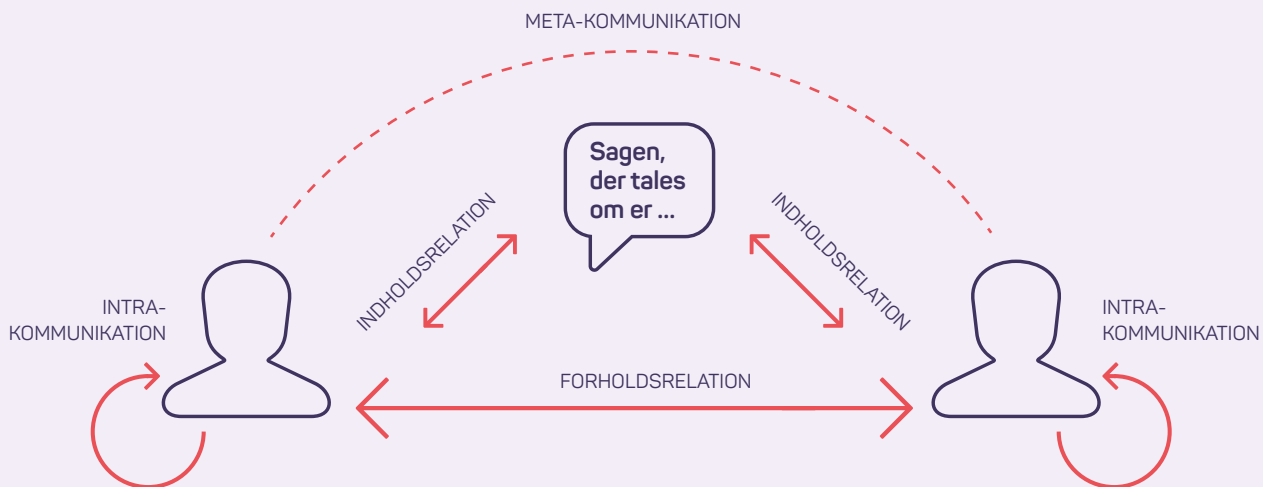 META-KOMMUNIKATION
Sagen,
der tales
om er ...
INDHOLDSRELATION
INDHOLDSRELATION
INTRA-
KOMMUNIKATION
INTRA-
KOMMUNIKATION
FORHOLDSRELATION